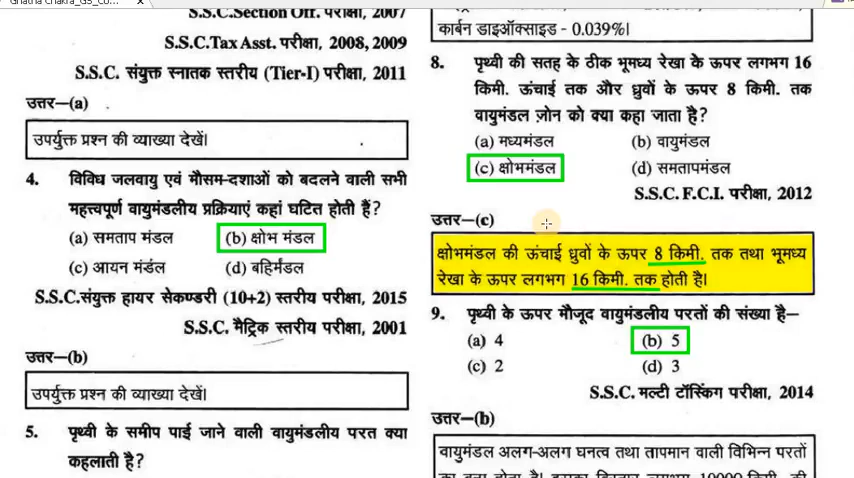 Ghatna Chakra_GS_Lu... X
S.S.C.Section Off. परीक्षा, 2007
S.S.C.Tax Asst. परीक्षा, 2008, 2009
S.S.C. संयुक्त स्नातक स्तरीय (Tier-I) परीक्षा, 2011
उत्तर–(a)
उपर्युक्त प्रश्न की व्याख्या देखें।
4. विविध जलवायु एवं मौसम-दशाओं को बदलने वाली सभी
महत्त्वपूर्ण वायुमंडलीय प्रक्रियाएं कहां घटित होती हैं?
(a) समताप मंडल (b) क्षोभ मंडल
(c) आयन मंडल (d) बहिर्मंडल
S.S.C.संयुक्त हायर सेकण्डरी (10+2) स्तरीय परीक्षा, 2015
S.S.C. मैट्रिक स्तरीय परीक्षा, 2001
उत्तर–(b)
उपर्युक्त प्रश्न की व्याख्या देखें।
5. पृथ्वी के समीप पाई जाने वाली वायुमंडलीय परत क्या
कहलाती है?
कार्बन डाइऑक्साइड - 0.039%।
8. पृथ्वी की सतह के ठीक भूमध्य रेखा के ऊपर लगभग 16
किमी. ऊंचाई तक और ध्रुवों के ऊपर 8 किमी. तक
वायुमंडल ज़ोन को क्या कहा जाता है?
(a) मध्यमंडल (b) वायुमंडल
(c) क्षोभमंडल (d) समतापमंडल
S.S.C. F.C.I. परीक्षा, 2012
उत्तर–(c)
क्षोभमंडल की ऊंचाई ध्रुवों के ऊपर 8 किमी. तक तथा भूमध्य
रेखा के ऊपर लगभग 16 किमी. तक होती है।
9. पृथ्वी के ऊपर मौजूद वायुमंडलीय परतों की संख्या है–
(a) 4 (b) 5
(c) 2 (d) 3
S.S.C. मल्टी टॉस्किंग परीक्षा, 2014
उत्तर–(b)
वायुमंडल अलग-अलग घनत्व तथा तापमान वाली विभिन्न परतों